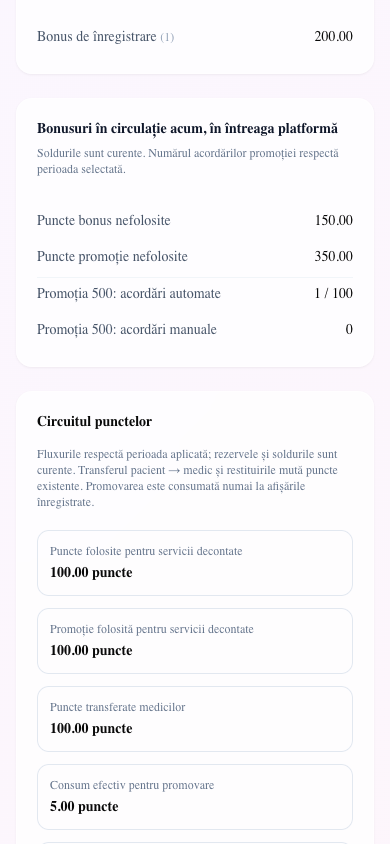 Bonus de înregistrare (1) 200.00
Bonusuri în circulație acum, în întreaga platformă
Soldurile sunt curente. Numărul acordărilor promoției respectă
perioada selectată.
Puncte bonus nefolosite 150.00
Puncte promoție nefolosite 350.00
Promoția 500: acordări automate 1 / 100
Promoția 500: acordări manuale 0
Circuitul punctelor
Fluxurile respectă perioada aplicată; rezervele și soldurile sunt
curente. Transferul pacient → medic și restituirile mută puncte
existente. Promovarea este consumată numai la afișările
înregistrate.
Puncte folosite pentru servicii decontate
100.00 puncte
Promoție folosită pentru servicii decontate
100.00 puncte
Puncte transferate medicilor
100.00 puncte
Consum efectiv pentru promovare
5.00 puncte